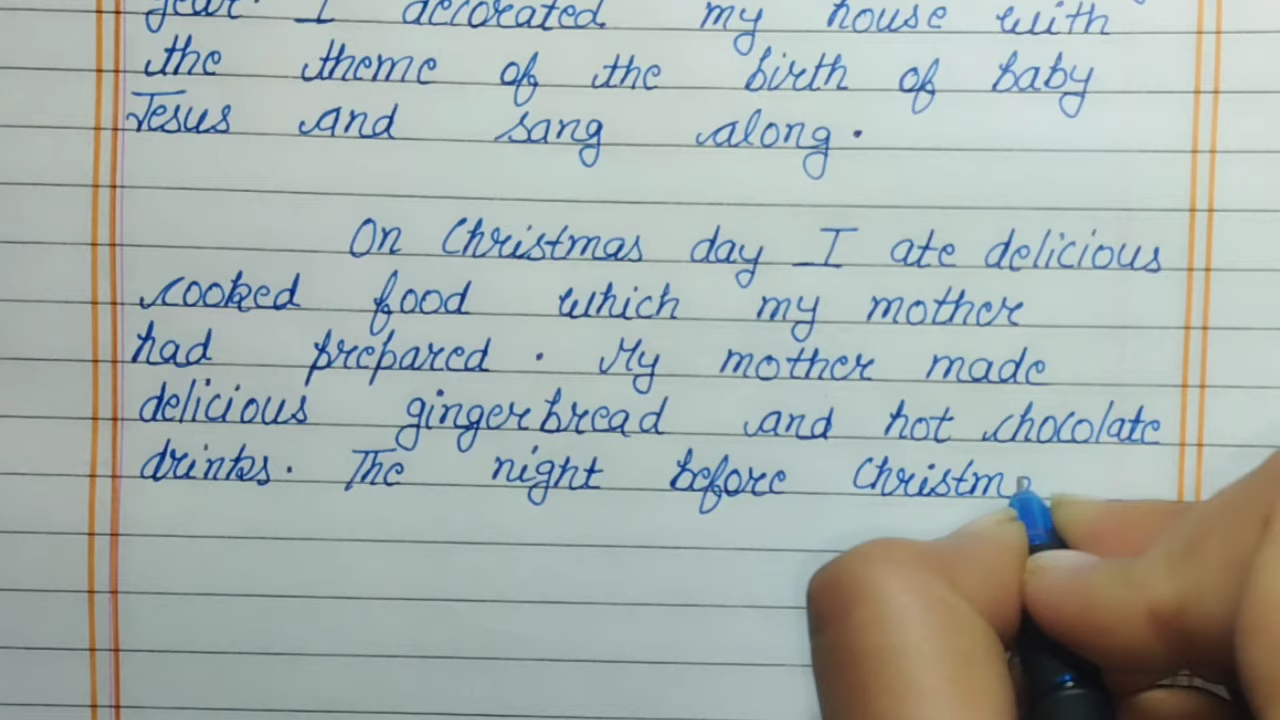 year. I decorated my house with
the theme of the birth of baby
Jesus and sang along.
On Christmas day I ate delicious
cooked food which my mother
had prepared. My mother made
delicious gingerbread and hot chocolate
drinks. The night before Christm